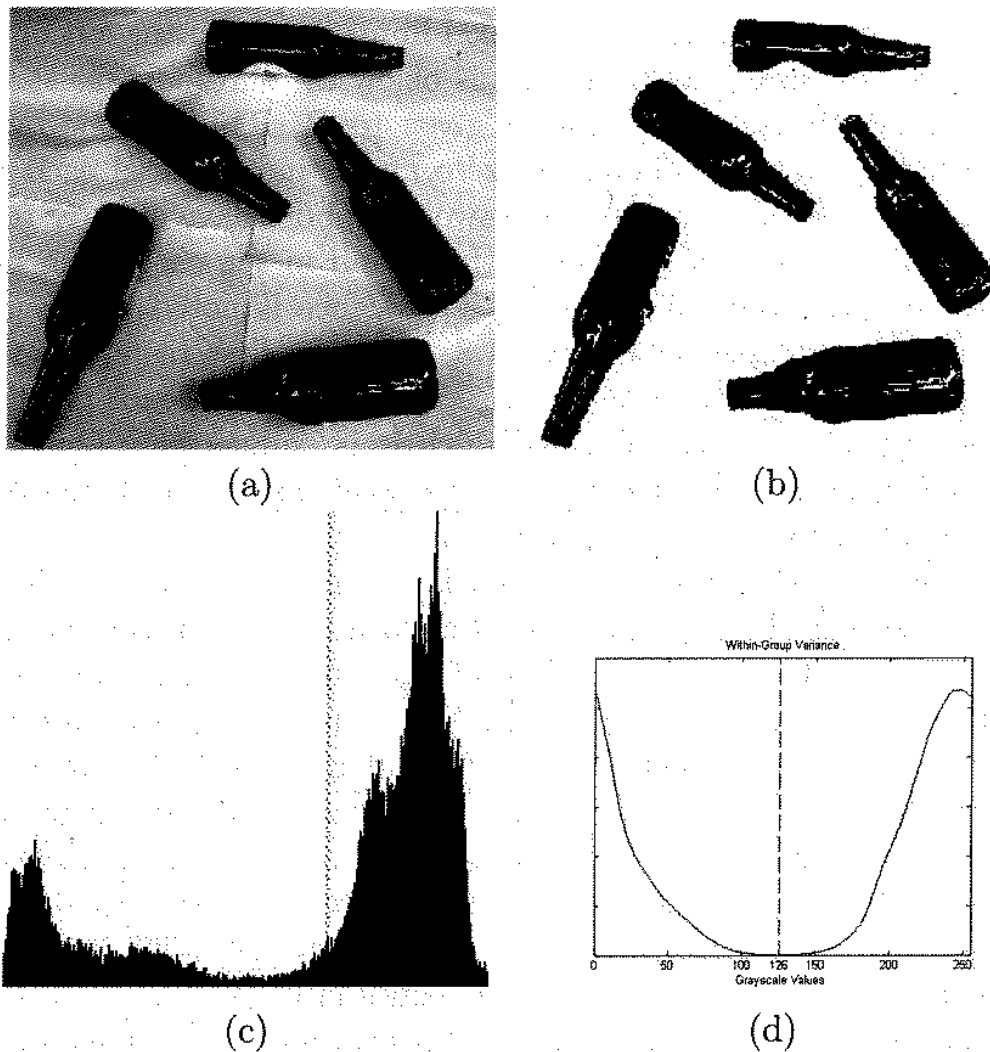 (a)
(b)
Within-Group Variance
0 50 100 126 150 200 250
Grayscale Values
(c)
(d)